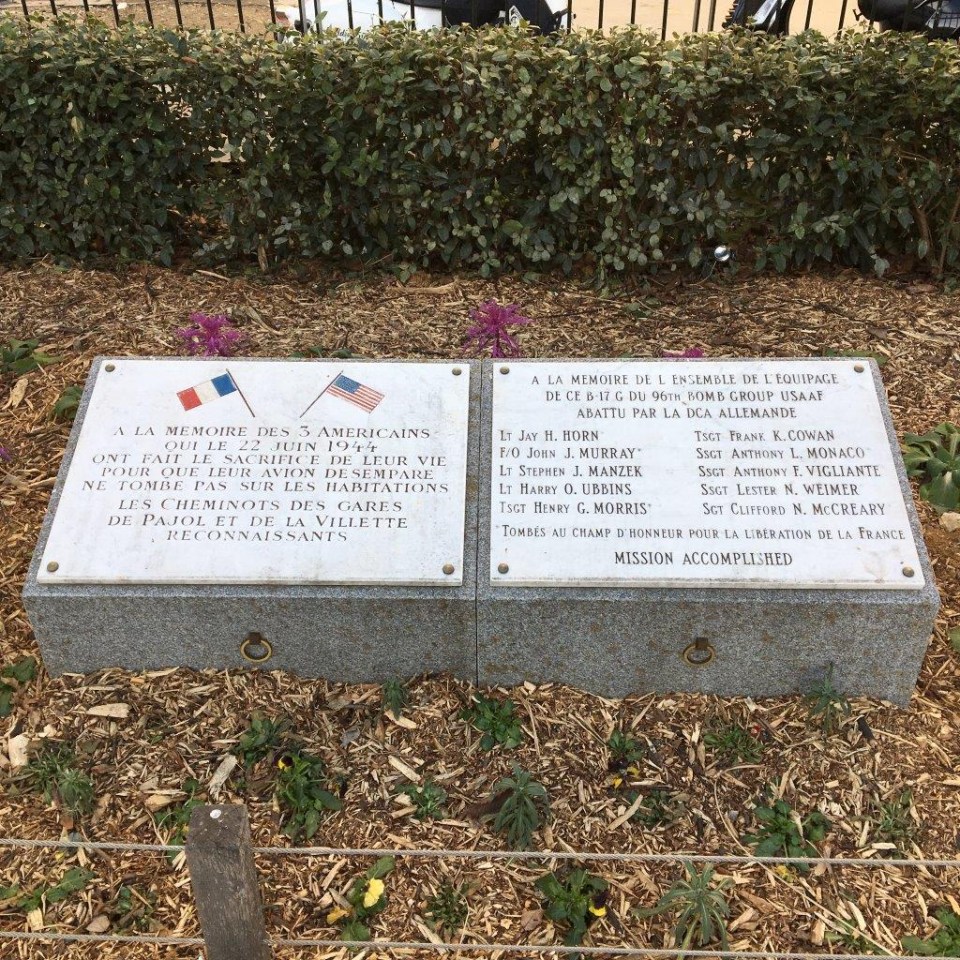 A LA MEMOIRE DES 3 AMERICAINS
QUI LE 22 JUIN 1944
ONT FAIT LE SACRIFICE DE LEUR VIE
POUR QUE LEUR AVION DESEMPARE
NE TOMBE PAS SUR LES HABITATIONS
LES CHEMINOTS DES GARES
DE PAJOL ET DE LA VILLETTE
RECONNAISSANTS
A LA MEMOIRE DE L ENSEMBLE DE L'EQUIPAGE
DE CE B-17.G DU 96TH BOMB GROUP USAAF
ABATTU PAR LA DCA ALLEMANDE
LT JAY H. HORN
F/O JOHN J. MURRAY*
LT STEPHEN J. MANZEK
LT HARRY O. UBBINS
TSGT HENRY G. MORRIS*
TSGT FRANK K. COWAN
SSGT ANTHONY L. MONACO*
SSGT ANTHONY F. VIGLIANTE
SSGT LESTER N. WEIMER
SGT CLIFFORD N. MCCREARY
*TOMBÉS AU CHAMP D'HONNEUR POUR LA LIBÉRATION DE LA FRANCE
MISSION ACCOMPLISHED